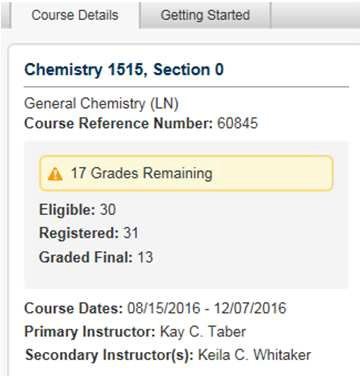 Course Details
Getting Started
Chemistry 1515, Section 0
General Chemistry (LN)
Course Reference Number: 60845
17 Grades Remaining
Eligible: 30
Registered: 31
Graded Final: 13
Course Dates: 08/15/2016 - 12/07/2016
Primary Instructor: Kay C. Taber
Secondary Instructor(s): Keila C. Whitaker